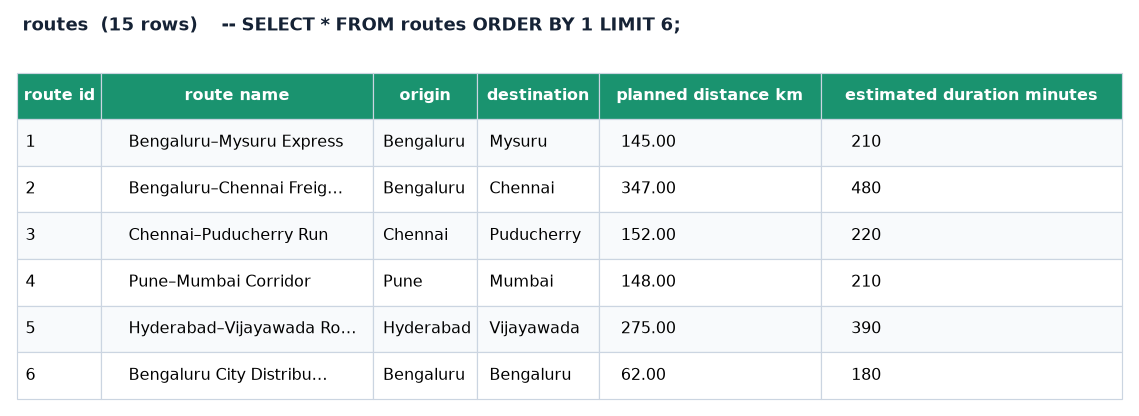 routes (15 rows) -- SELECT * FROM routes ORDER BY 1 LIMIT 6;
route id route name origin destination planned distance km estimated duration minutes
1 Bengaluru–Mysuru Express Bengaluru Mysuru 145.00 210
2 Bengaluru–Chennai Freig... Bengaluru Chennai 347.00 480
3 Chennai–Puducherry Run Chennai Puducherry 152.00 220
4 Pune–Mumbai Corridor Pune Mumbai 148.00 210
5 Hyderabad–Vijayawada Ro... Hyderabad Vijayawada 275.00 390
6 Bengaluru City Distribu... Bengaluru Bengaluru 62.00 180